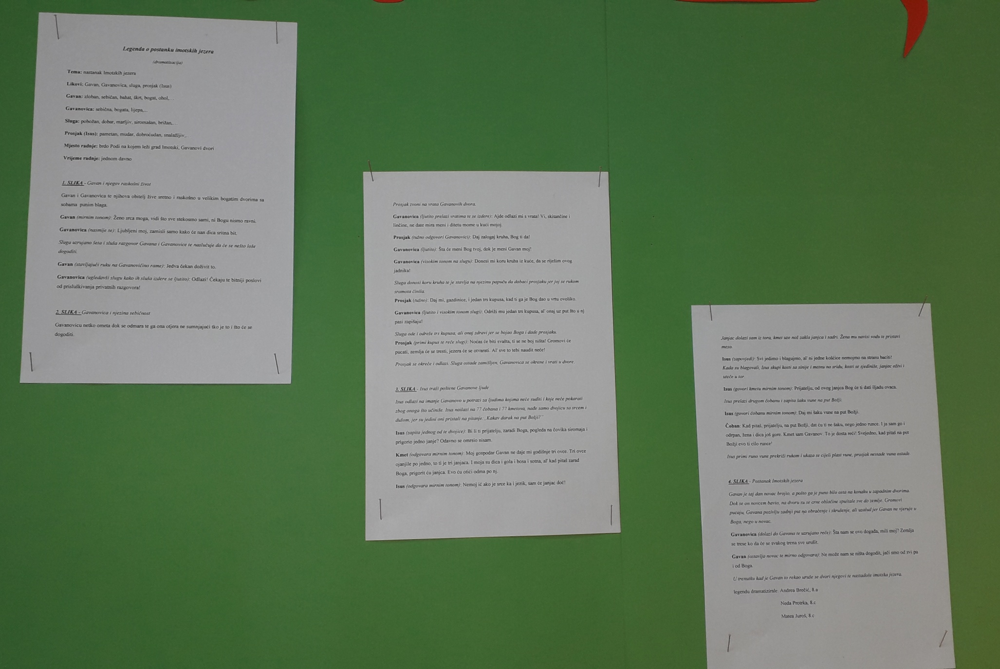 Legenda o postanku imotskih jezera
(dramatizacija)
Tema: nastanak Imotskih jezera
Likovi: Gavan, Gavanovica, sluga, prosjak (Isus)
Gavan: zloban, sebičan, bahat, škrt, bogat, ohol,…
Gavanovica: sebična, bogata, lijepa,...
Sluga: pobožan, dobar, marljiv, siromašan, brižan,…
Prosjak (Isus): pametan, mudar, dobroćudan, snalažljiv,…
Mjesto radnje: brdo Podi na kojem leži grad Imotski, Gavanovi dvori
Vrijeme radnje: jednom davno
1. SLIKA - Gavan i njegov raskošni život
Gavan i Gavanovica te njihova obitelj žive sretno i raskošno u velikim bogatim dvorima sa
sobama punim blaga.
Gavan (mirnim tonom): Ženo srca moga, vidi što sve stekosmo sami, ni Bogu nismo ravni.
Gavanovica (nasmije se): Ljubljeni moj, zamisli samo kako će nan dica sritna bit.
Sluga uzrujano šeta i sluša razgovor Gavana i Gavanovice te naslućuje da će se nešto loše
dogoditi.
Gavan (stavljajući ruku na Gavanovičino rame): Jedva čekan doživit to.
Gavanovica (ugledavši slugu kako ih sluša izdere se ljutito): Odlazi! Čekaju te bitniji poslovi
od prisluškivanja privatnih razgovora!
2. SLIKA - Gavanovica i njezina sebičnost
Gavanovicu netko ometa dok se odmara te ga ona otjera ne sumnjajući tko je to i što će se
dogoditi.
Prosjak zvoni na vrata Gavanovih dvora.
Gavanovica (ljutito prelazi vratima te se izdere): Ajde odlazi mi s vrata! Vi, skitančine i
linčine, ne date mira meni i ditetu mome u kući mojoj.
Prosjak (tužno odgovori Gavanovici): Daj zalogaj kruha, Bog ti da!
Gavanovica (ljutito): Šta će meni Bog tvoj, dok je meni Gavan moj!
Gavanovica (visokim tonom na slugu): Donesi mi koru kruha iz kuće, da se riješim ovog
jadnika!
Sluga donosi koru kruha te je stavlja na njezinu papuču da dobaci prosjaku jer joj se rukom
sramota činila.
Prosjak (tužno): Daj mi, gazdinice, i jedan trs kupusa, kad ti ga je Bog dao u vrtu ovoliko.
Gavanovica (ljutito i visokim tonom slugi): Odriži mu jedan trs kupusa, al' onaj uz put što u nj
pasi zapišaju!
Sluga ode i odreže trs kupusa, ali onaj zdravi jer se bojao Boga i dade prosjaku.
Prosjak (primi kupus te reče slugi): Noćas će biti svašta, ti se ne boj ništa! Gromovi će
pucati, zemlja će se tresti, jezera će se otvarati. Al' sve to tebi naudit neće!
Prosjak se okreće i odlazi. Sluga ostade zamišljen, Gavanovica se okrene i vrati u dvore.
3. SLIKA - Isus traži poštene Gavanove ljude
Isus odlazi na imanje Gavanovo u potrazi za ljudima kojima neće suditi i koje neće pokarati
zbog onoga što učiniše. Isus nailazi na 77 čobana i 77 kmetova, nađe samo dvojicu sa srcem i
dušom, jer su jedini oni pristali na pitanje:„Kakav darak na put Božji?"
Isus (zapita jednog od te dvojice): Bi li ti prijatelju, zaradi Boga, pogleda na čovika siromaja i
prigorio jedno janje? Odavno se omrsio nisam.
Kmet (odgovara mirnim tonom): Moj gospodar Gavan ne daje mi godišnje tri ovce. Tri ovce
ojanjile po jedno, to ti je tri janjaca. I moja su dica i gola i bosa i sotna, al' kad pitaš zarad
Boga, prigorit ću janjca. Evo ću otići odma po nj.
Isus (odgovara mirnim tonom): Nemoj ić ako je srce ka i jezik, sam će janjac doć!
Janjac dolazi sam iz tora, kmet uze nož zakla janjca i sadri. Žena mu navisi vodu te pristavi
meso.
Isus (zapovjedi): Svi jedimo i blagujmo, al' ni jedne koščice nemojmo na stranu baciti!
Kada su blagovali, Isus skupi kosti sa sinije i metnu na sridu, kosti se sjediniše, janjac oživi i
uteče u tor.
Isus (govori kmetu mirnim tonom): Prijatelju, od ovog janjca Bog će ti dati iljadu ovaca.
Isus prelazi drugom čobanu i zapita šaku vune na put Božji.
Isus (govori čobanu mirnim tonom): Daj mi šaku vune na put Božji.
Čoban: Kad pitaš, prijatelju, na put Božji, dat ću ti ne šaku, nego jedno runce. I ja sam go i
odrpan, žena i dica još gore. Kmet sam Gavanov. To je dosta reći! Svejedno, kad pitaš na put
Božji evo ti cilo runce!
Isus primi runo vune prekriži rukom i ukaza se cijeli plast vune, prosjak nestade vuna ostade.
4. SLIKA - Postanak Imotskih jezera
Gavan je taj dan novac brojio, a pošto ga je puno bilo osta na konaku u zapadnim dvorima.
Dok se on novcem bavio, na dvoru su se crne oblačine spuštale sve do zemlje. Gromovi
pucaju, Gavana pozivlju zadnji put na obraćenje i skrušenje, ali uzalud jer Gavan ne vjeruje u
Boga, nego u novac.
Gavanovica (dolazi do Gavana te uzrujano reče): Šta nam se ovo događa, mili moj? Zemlja
se trese ko da će se svakog trena sve urušit.
Gavan (ostavlja novac te mirno odgovara): Ne može nam se ništa dogodit, jači smo od svi pa
i od Boga.
U trenutku kad je Gavan to rekao uruše se dvori njegovi te nastadoše imotska jezera.
legendu dramatizirale: Andrea Brečić, 8.a
Neda Protrka, 8.c
Matea Juroš, 8.c